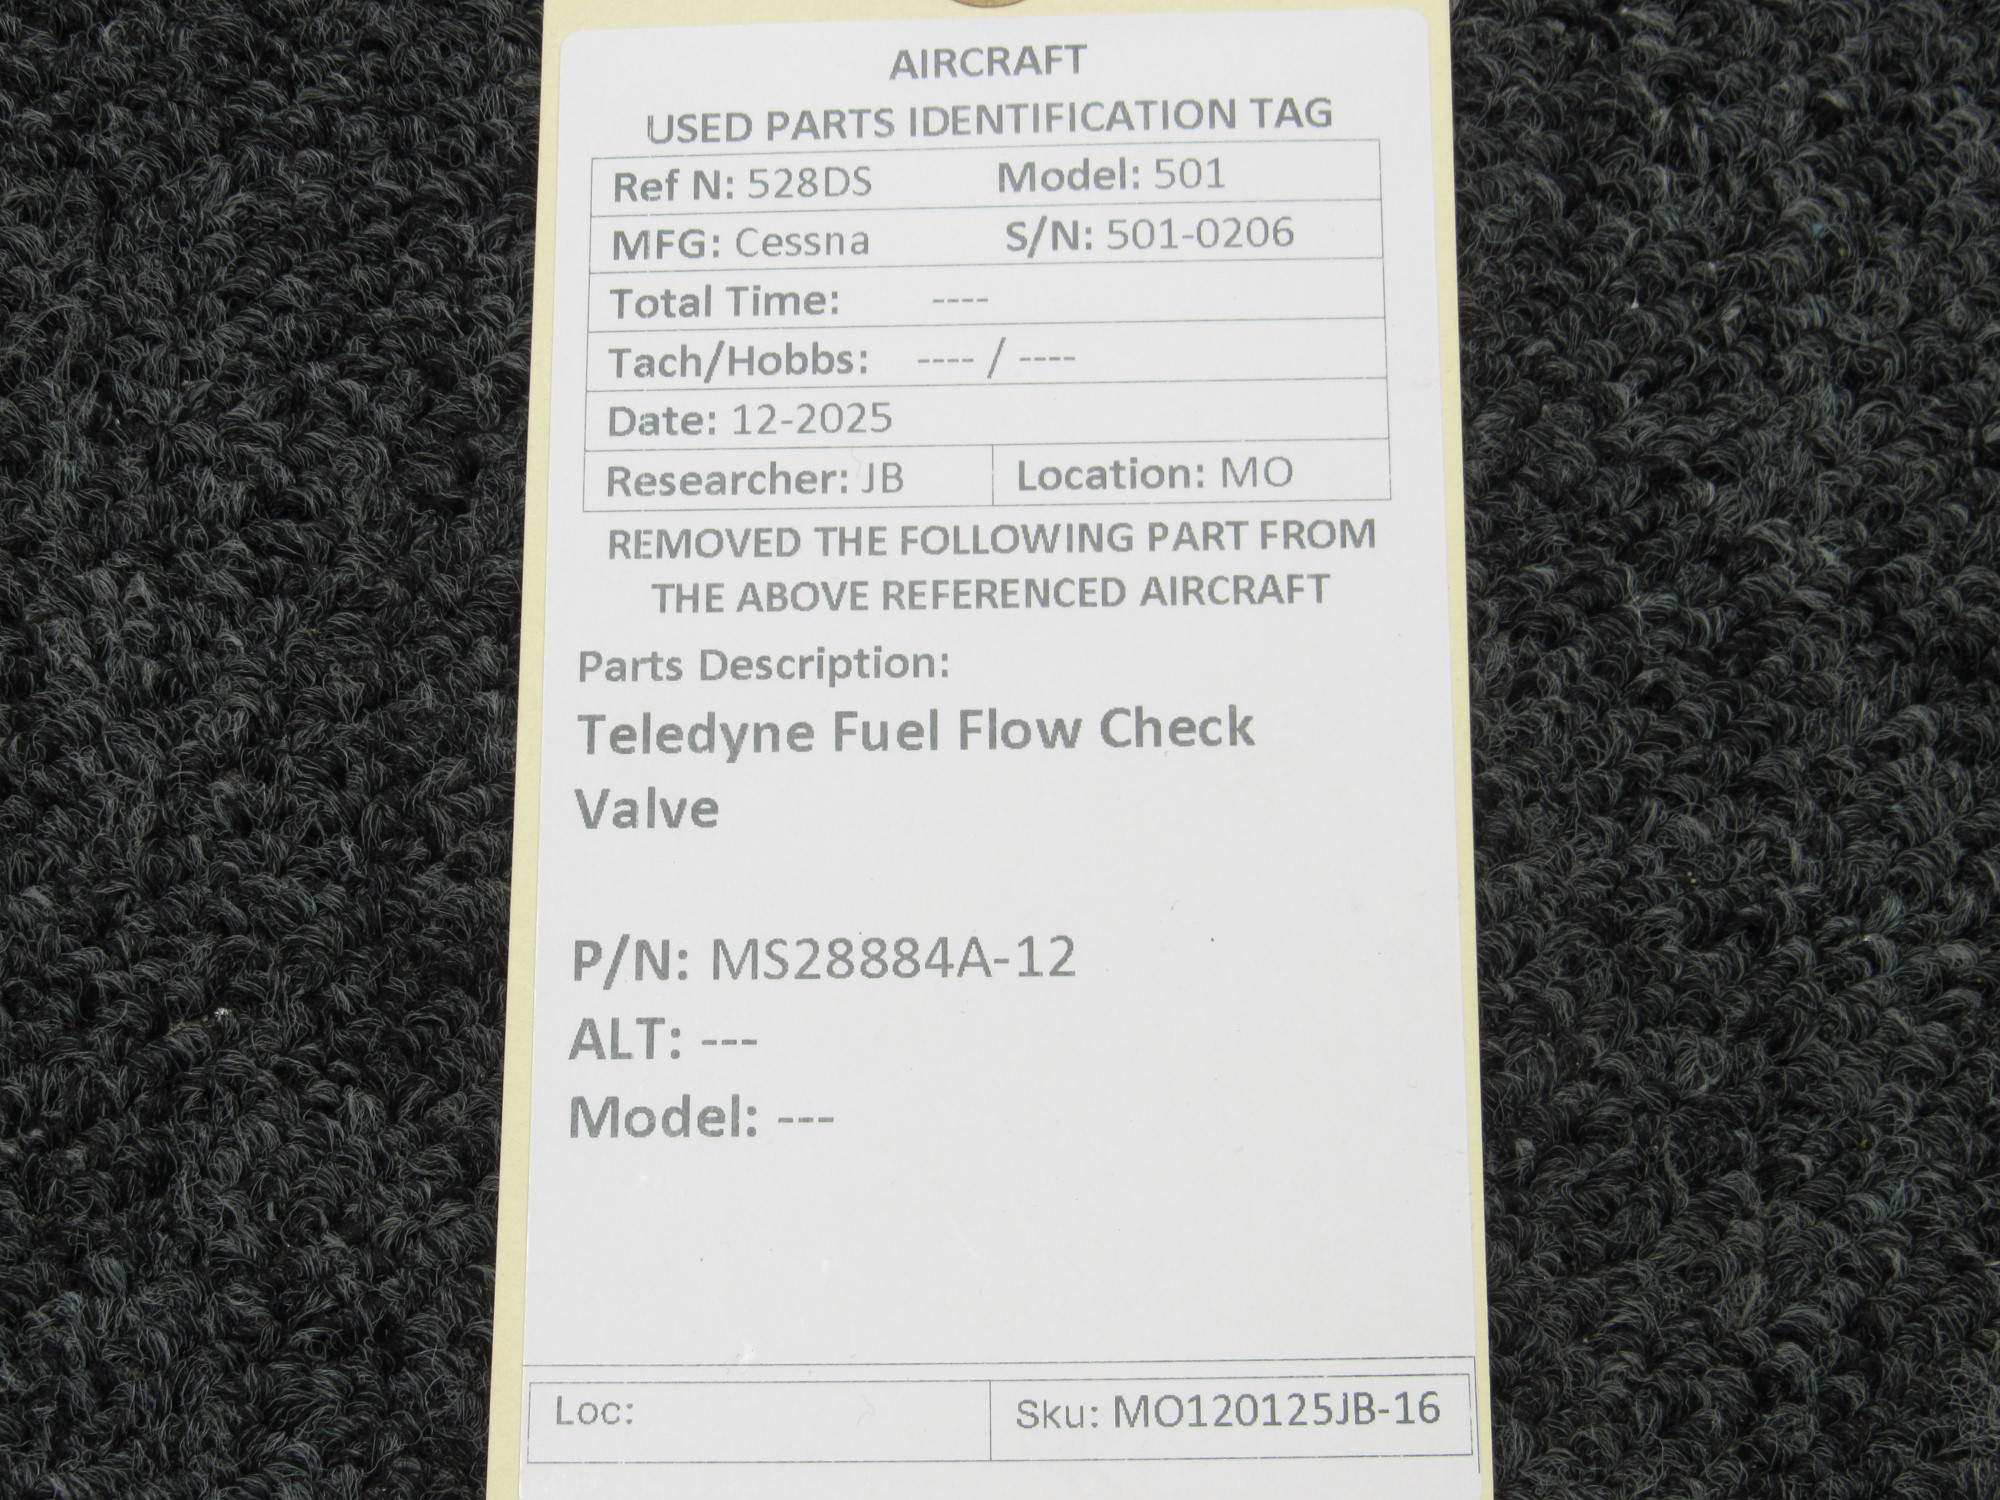 AIRCRAFT
USED PARTS IDENTIFICATION TAG
Ref N: 528DS Model: 501
MFG: Cessna S/N: 501-0206
Total Time: ----
Tach/Hobbs: ---- / ----
Date: 12-2025
Researcher: JB Location: MO
REMOVED THE FOLLOWING PART FROM
THE ABOVE REFERENCED AIRCRAFT
Parts Description:
Teledyne Fuel Flow Check
Valve
P/N: MS28884A-12
ALT: ---
Model: ---
Loc: Sku: MO120125JB-16